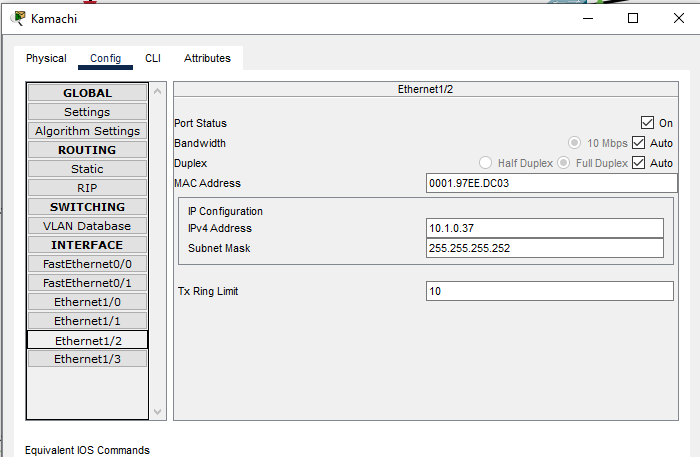 Kamachi
Physical Config CLI Attributes
GLOBAL
Settings
Algorithm Settings
ROUTING
Static
RIP
SWITCHING
VLAN Database
INTERFACE
FastEthernet0/0
FastEthernet0/1
Ethernet1/0
Ethernet1/1
Ethernet1/2
Ethernet1/3
Ethernet1/2
Port Status On
Bandwidth 10 Mbps Auto
Duplex Half Duplex Full Duplex Auto
MAC Address 0001.97EE.DC03
IP Configuration
IPv4 Address 10.1.0.37
Subnet Mask 255.255.255.252
Tx Ring Limit 10
Equivalent IOS Commands